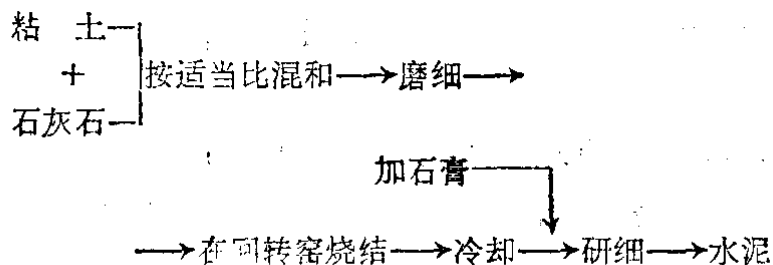 粘 土
+ 按适当比混和→磨细→
石灰石
加石膏
→在回转窑烧结→冷却→研细→水泥